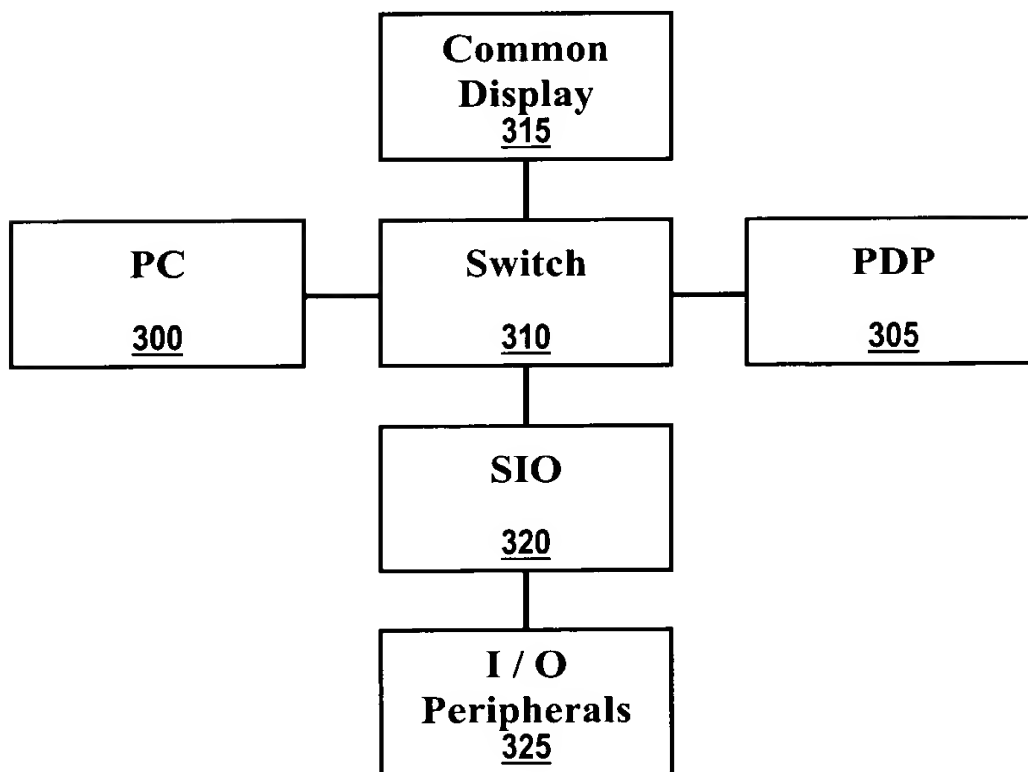 Common
Display
315
PC
300
Switch
310
PDP
305
SIO
320
I / O
Peripherals
325